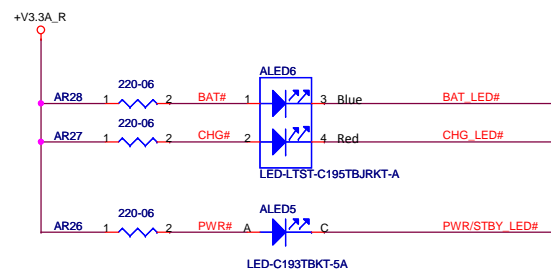 +V3.3A_R
ALED6
220-06
AR28 1 2 BAT# 1 3 Blue BAT_LED#
220-06
AR27 1 2 CHG# 2 4 Red CHG_LED#
LED-LTST-C195TBJRKT-A
220-06 ALED5
AR26 1 2 PWR# A C PWR/STBY_LED#
LED-C193TBKT-5A